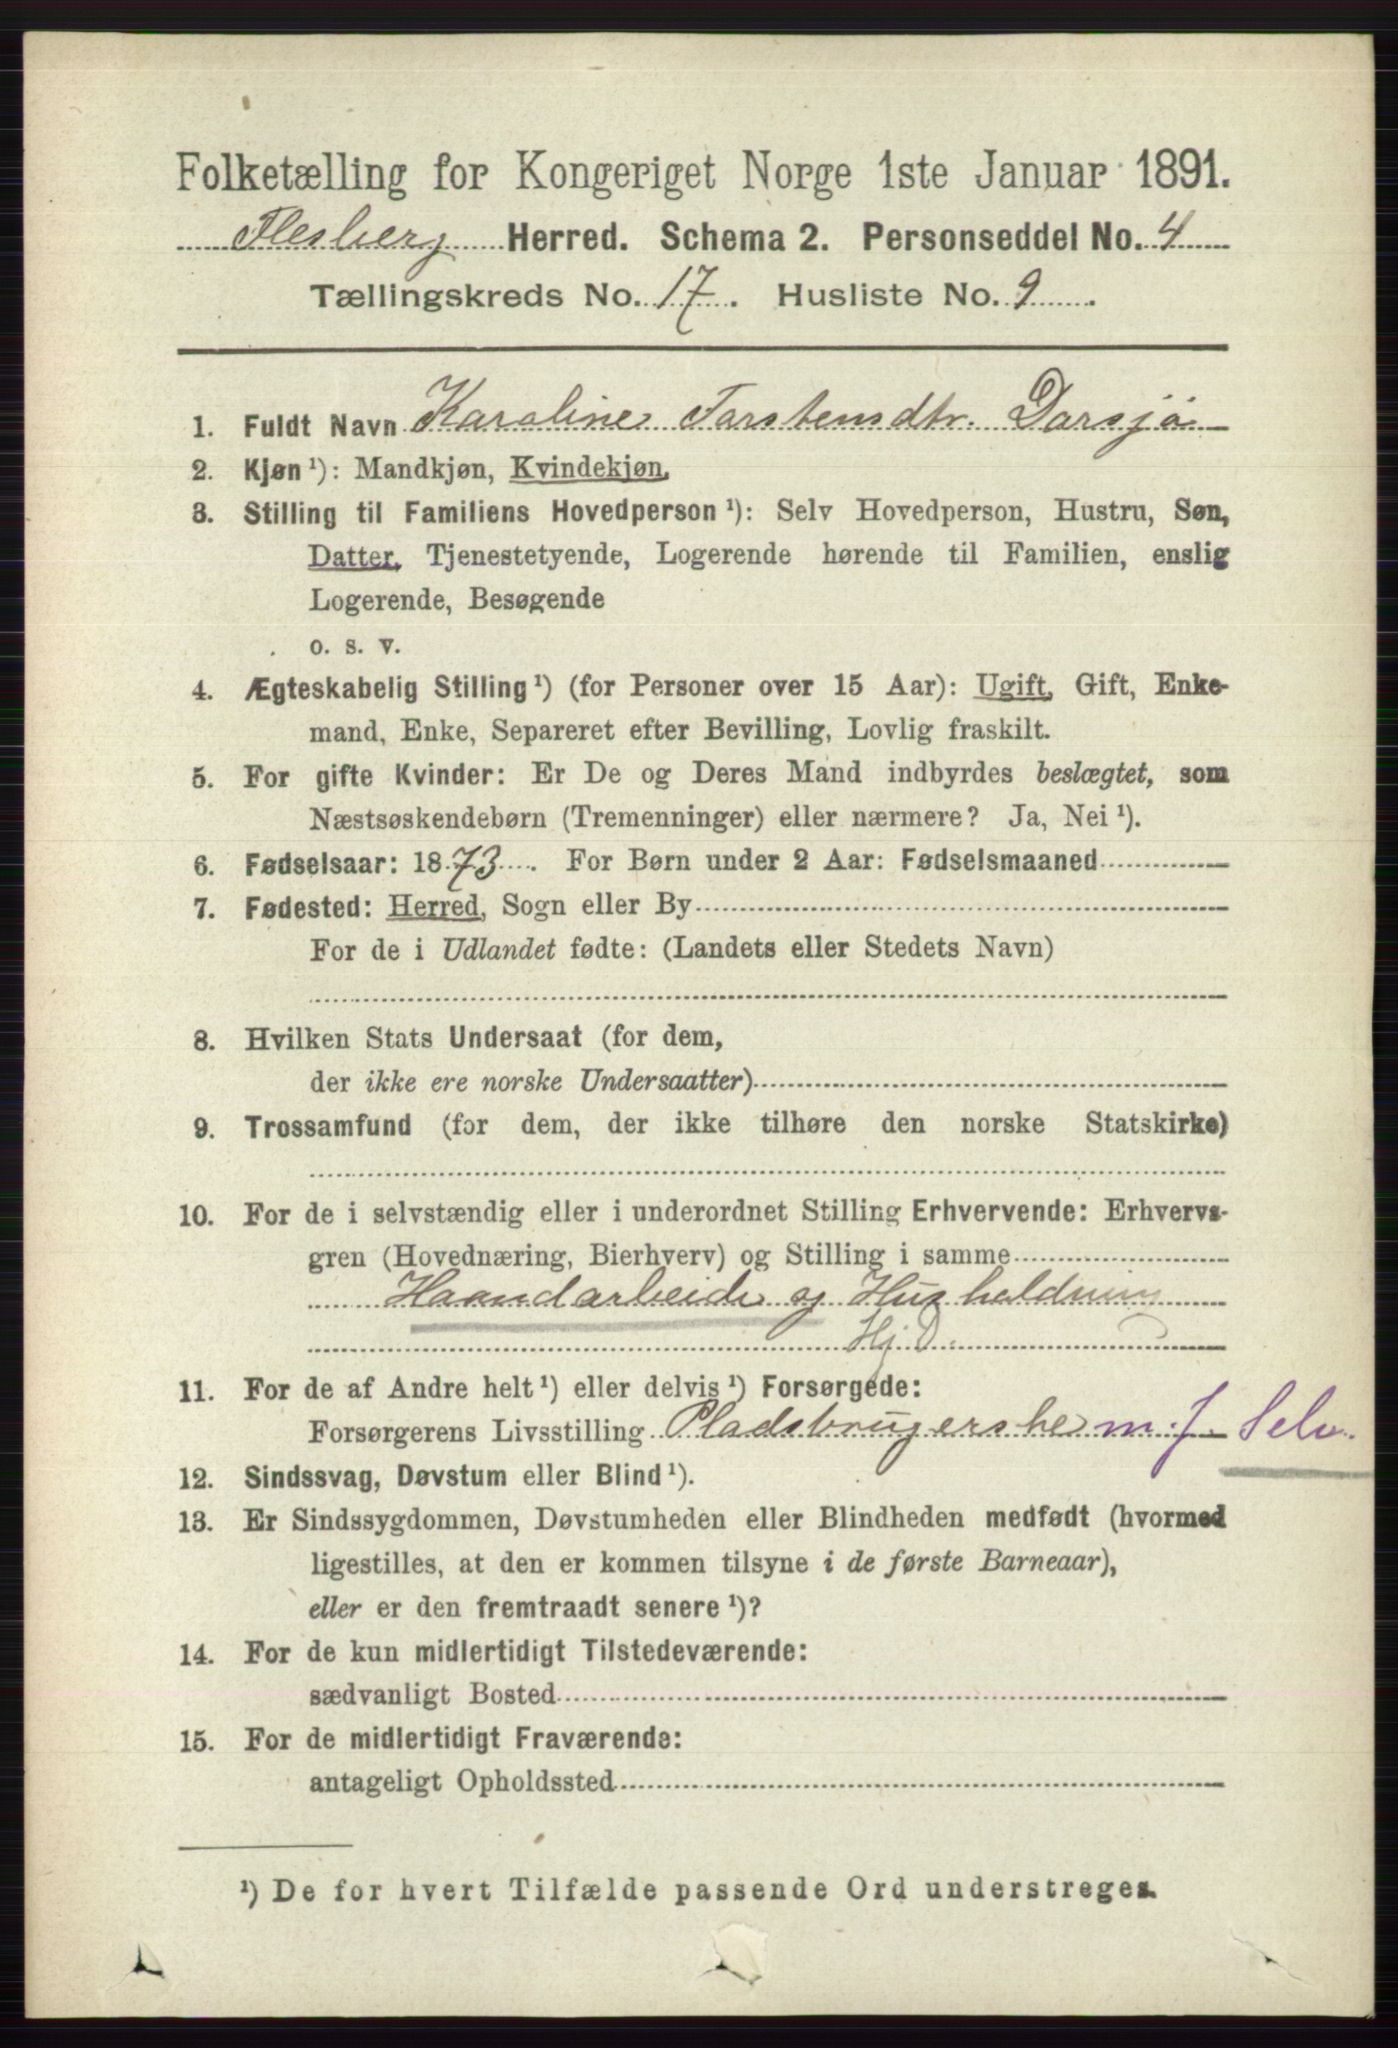 Folketælling for Kongeriget Norge 1ste Januar 1891.
Flesberg Herred. Schema 2. Personseddel No. 4
Tællingskreds No. 17. Husliste No. 9.
1. Fuldt Navn Karoline Tarstensdtr. Darsjø
2. Kjøn ¹): Mandkjøn, Kvindekjøn.
3. Stilling til Familiens Hovedperson ¹): Selv Hovedperson, Hustru, Søn,
Datter, Tjenestetyende, Logerende hørende til Familien, enslig
Logerende, Besøgende
o. s. v.
4. Ægteskabelig Stilling ¹) (for Personer over 15 Aar): Ugift, Gift, Enke-
mand, Enke, Separeret efter Bevilling, Lovlig fraskilt.
5. For gifte Kvinder: Er De og Deres Mand indbyrdes beslægtet, som
Næstsøskendebørn (Tremenninger) eller nærmere? Ja, Nei ¹).
6. Fødselsaar: 1873. For Børn under 2 Aar: Fødselsmaaned
7. Fødested: Herred, Sogn eller By
For de i Udlandet fødte: (Landets eller Stedets Navn)
8. Hvilken Stats Undersaat (for dem,
der ikke ere norske Undersaatter)
9. Trossamfund (for dem, der ikke tilhøre den norske Statskirke)
10. For de i selvstændig eller i underordnet Stilling Erhvervende: Erhvervs-
gren (Hovednæring, Bierhverv) og Stilling i samme
Haandarbeide og Husholdning
Hj. D.
11. For de af Andre helt ¹) eller delvis ¹) Forsørgede:
Forsørgerens Livsstilling Pladsbrugerske m. J. Selv.
12. Sindssvag, Døvstum eller Blind ¹).
13. Er Sindssygdommen, Døvstumheden eller Blindheden medfødt (hvormed
ligestilles, at den er kommen tilsyne i de første Barneaar),
eller er den fremtraadt senere ¹)?
14. For de kun midlertidigt Tilstedeværende:
sædvanligt Bosted
15. For de midlertidigt Fraværende:
antageligt Opholdssted
¹) De for hvert Tilfælde passende Ord understreges.